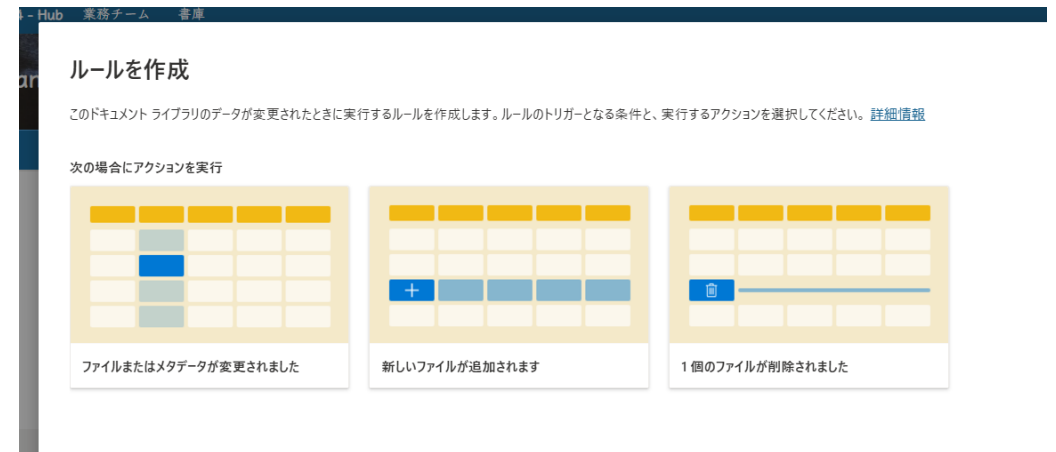 - Hub 業務チーム 書庫
ルールを作成
このドキュメント ライブラリのデータが変更されたときに実行するルールを作成します。ルールのトリガーとなる条件と、実行するアクションを選択してください。 詳細情報
次の場合にアクションを実行
ファイルまたはメタデータが変更されました
新しいファイルが追加されます
1 個のファイルが削除されました